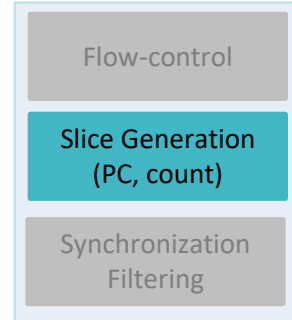 Flow-control
Slice Generation
(PC, count)
Synchronization
Filtering